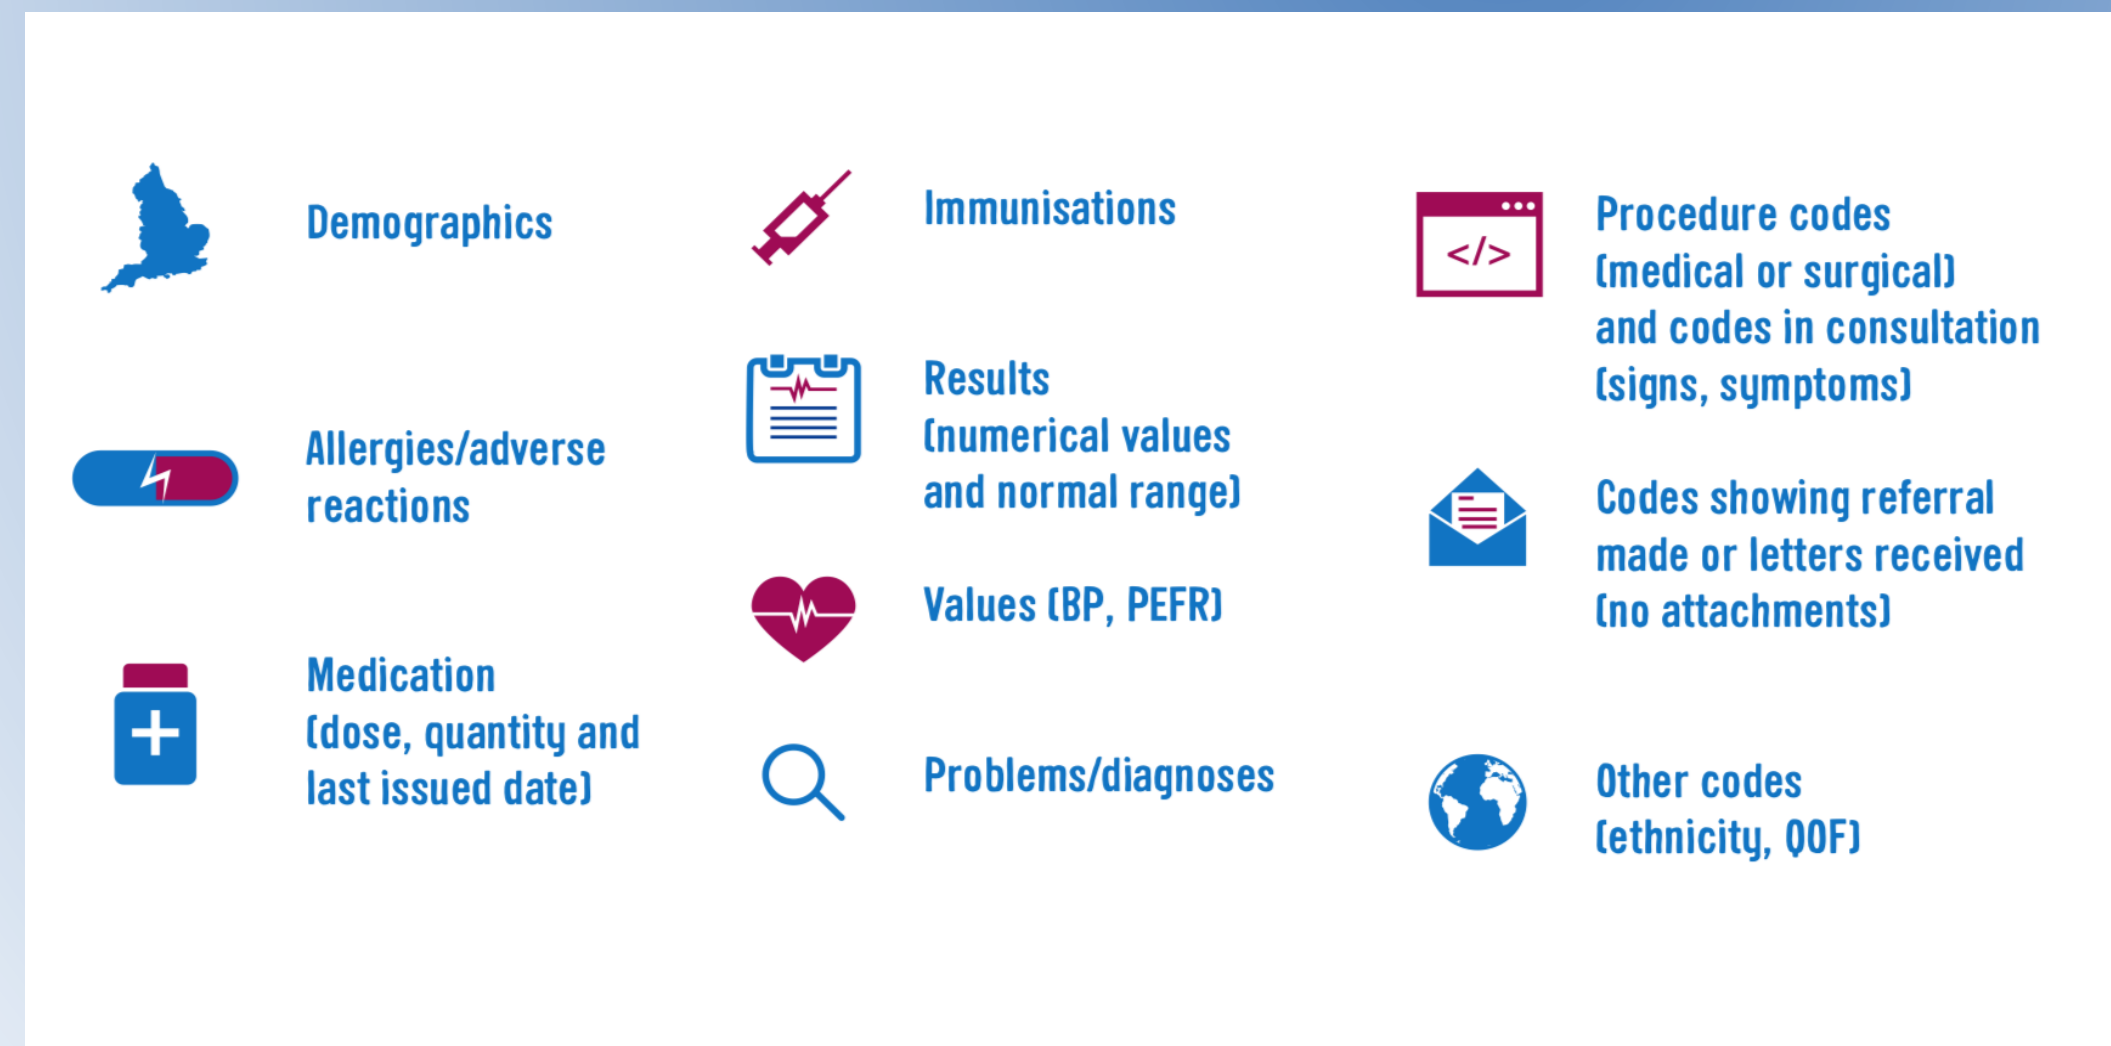 Demographics
Allergies/adverse
reactions
Medication
(dose, quantity and
last issued date)
Immunisations
Results
(numerical values
and normal range)
Values (BP, PEFR)
Problems/diagnoses
</>
Procedure codes
(medical or surgical)
and codes in consultation
(signs, symptoms)
Codes showing referral
made or letters received
(no attachments)
Other codes
(ethnicity, QOF)